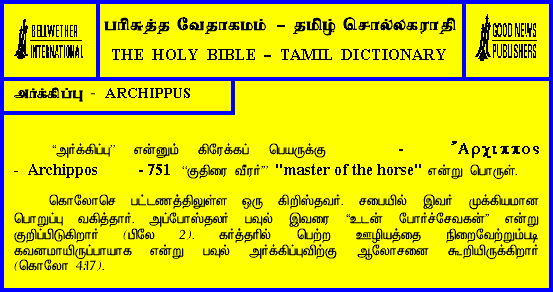 BELLWETHER
INTERNATIONAL
பரிசுத்த வேதாகமம் – தமிழ் சொல்லகராதி
THE HOLY BIBLE – TAMIL DICTIONARY
GOOD NEWS
PUBLISHERS
அர்க்கிப்பு - ARCHIPPUS
“அர்க்கிப்பு” என்னும் கிரேக்கப் பெயருக்கு - Ἄρχιππος
- Archippos - 751 “குதிரை வீரர்” "master of the horse" என்று பொருள்.
கொலோசெ பட்டணத்திலுள்ள ஒரு கிறிஸ்தவர். சபையில் இவர் முக்கியமான
பொறுப்பு வகித்தார். அப்போஸ்தலர் பவுல் இவரை “உடன் போர்ச்சேவகன்” என்று
குறிப்பிடுகிறார் (பிலே 2). கர்த்தரில் பெற்ற ஊழியத்தை நிறைவேற்றும்படி
கவனமாயிருப்பாயாக என்று பவுல் அர்க்கிப்புவிற்கு ஆலோசனை கூறியிருக்கிறார்
(கொலோ 4:17).